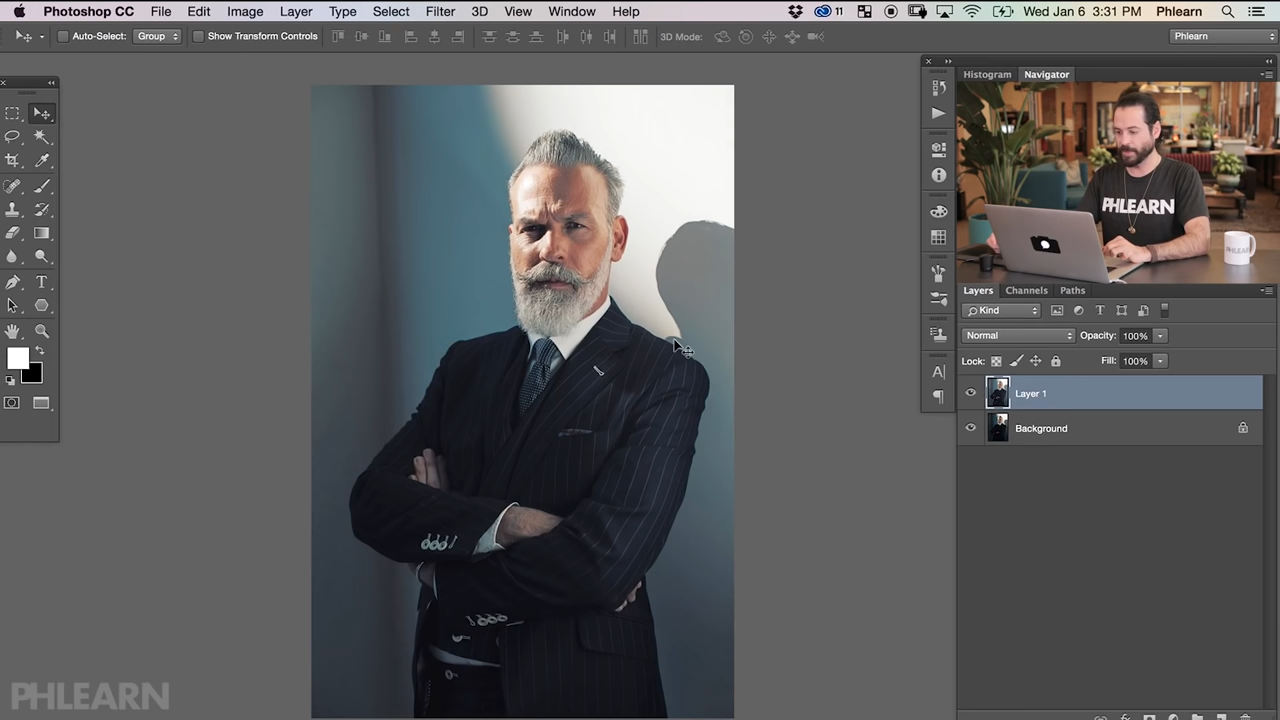 Photoshop CC File Edit Image Layer Type Select Filter 3D View Window Help 11 Wed Jan 6 3:31 PM Phlearn
Auto-Select: Group Show Transform Controls 3D Mode: Phlearn
Histogram Navigator
PHLEARN
PHLEARN
Layers Channels Paths
Kind
Normal Opacity: 100%
Lock: Fill: 100%
Layer 1
Background
PHLEARN